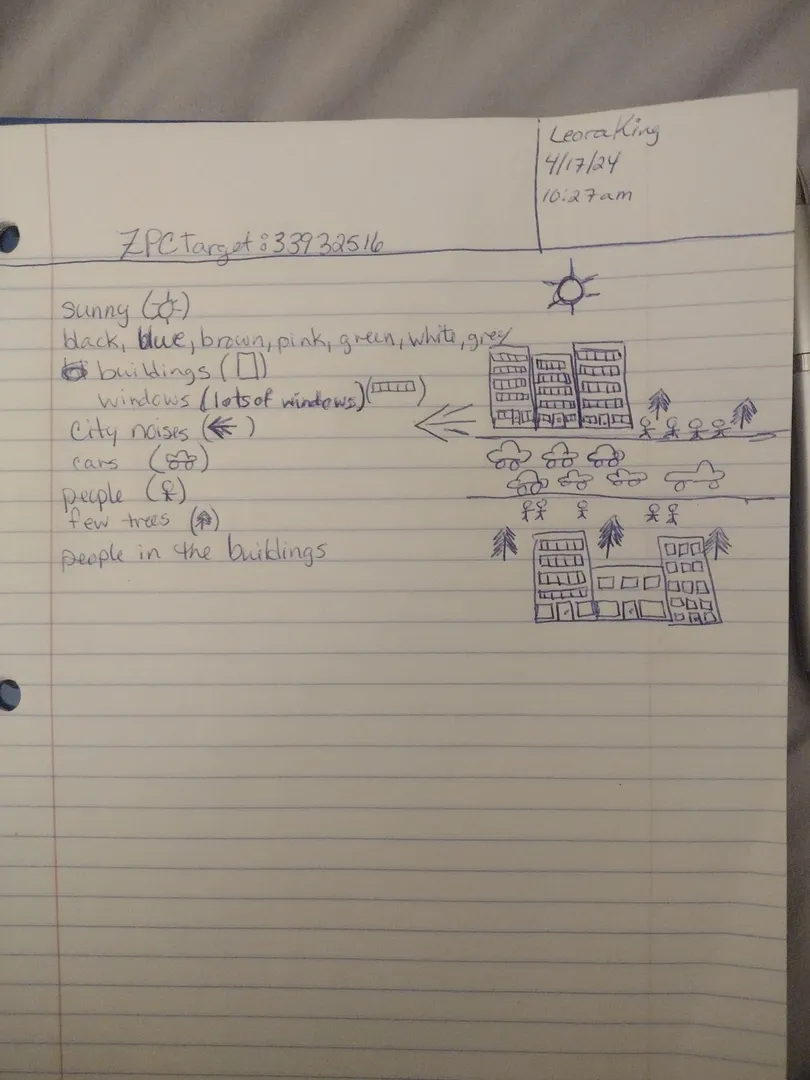 Leora King
4/17/24
10:27am
ZPC Target: 33932516
sunny ( )
black, blue, brown, pink, green, white, grey
buildings ( )
windows (lots of windows) ( )
City noises ( )
cars ( )
people ( )
few trees ( )
people in the buildings